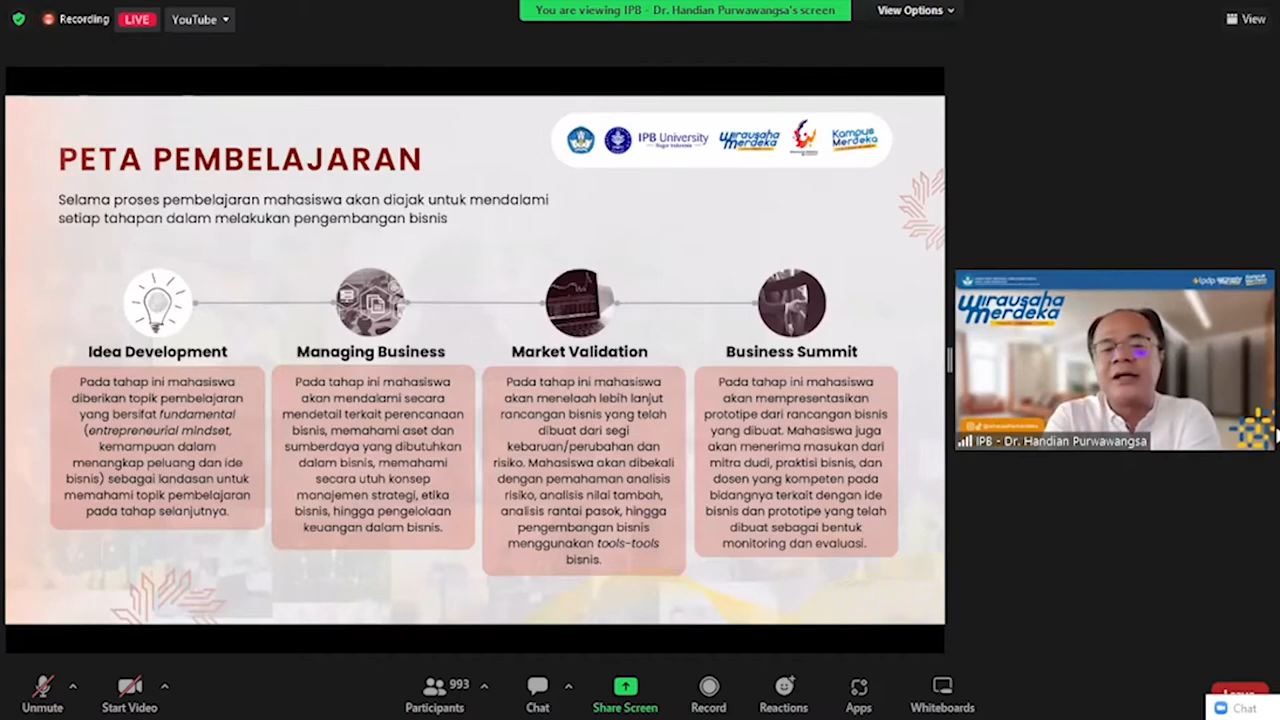 Recording
LIVE
YouTube
You are viewing IPB - Dr. Handian Purwawangsa's screen
View Options
View
PETA PEMBELAJARAN
IPB University
Bogor Indonesia
Wirausaha
Merdeka
Kampus
Merdeka
Selama proses pembelajaran mahasiswa akan diajak untuk mendalami
setiap tahapan dalam melakukan pengembangan bisnis
Idea Development
Pada tahap ini mahasiswa
diberikan topik pembelajaran
yang bersifat fundamental
(entrepreneurial mindset,
kemampuan dalam
menangkap peluang dan ide
bisnis) sebagai landasan untuk
memahami topik pembelajaran
pada tahap selanjutnya.
Managing Business
Pada tahap ini mahasiswa
akan mendalami secara
mendetail terkait perencanaan
bisnis, memahami aset dan
sumberdaya yang dibutuhkan
dalam bisnis, memahami
secara utuh konsep
manajemen strategi, etika
bisnis, hingga pengelolaan
keuangan dalam bisnis.
Market Validation
Pada tahap ini mahasiswa
akan menelaah lebih lanjut
rancangan bisnis yang telah
dibuat dari segi
kebaruan/perubahan dan
risiko. Mahasiswa akan dibekali
dengan pemahaman analisis
risiko, analisis nilai tambah,
analisis rantai pasok, hingga
pengembangan bisnis
menggunakan tools-tools
bisnis.
Business Summit
Pada tahap ini mahasiswa
akan mempresentasikan
prototipe dari rancangan bisnis
yang dibuat. Mahasiswa juga
akan menerima masukan dari
mitra dudi, praktisi bisnis, dan
dosen yang kompeten pada
bidangnya terkait dengan ide
bisnis dan prototipe yang telah
dibuat sebagai bentuk
monitoring dan evaluasi.
lpdp
Wirausaha
Merdeka
IPB - Dr. Handian Purwawangsa
Unmute
Start Video
993
Participants
Chat
Share Screen
Record
Reactions
Apps
Whiteboards
Chat